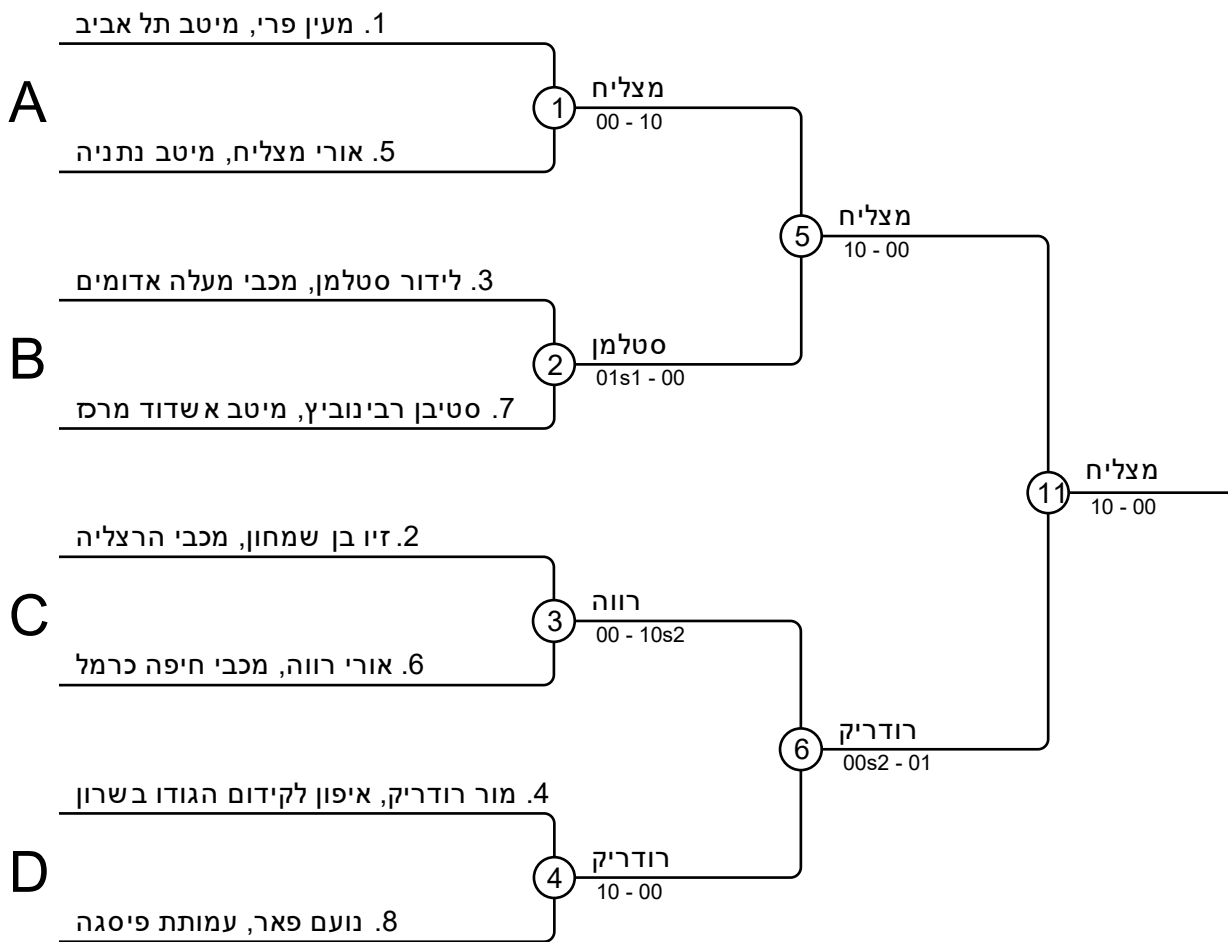 1. מעין פרי, מיטב תל אביב
A
1
מצליח
00 - 10
5. אורי מצליח, מיטב נתניה
5
מצליח
10 - 00
3. לידור סטלמן, מכבי מעלה אדומים
B
2
סטלמן
01s1 - 00
7. סטיבן רבינוביץ, מיטב אשדוד מרכז
11
מצליח
10 - 00
2. זיו בן שמחון, מכבי הרצליה
C
3
רווה
00 - 10s2
6. אורי רווה, מכבי חיפה כרמל
6
רודריק
00s2 - 01
4. מור רודריק, איפון לקידום הגודו בשרון
D
4
רודריק
10 - 00
8. נועם פאר, עמותת פיסגה